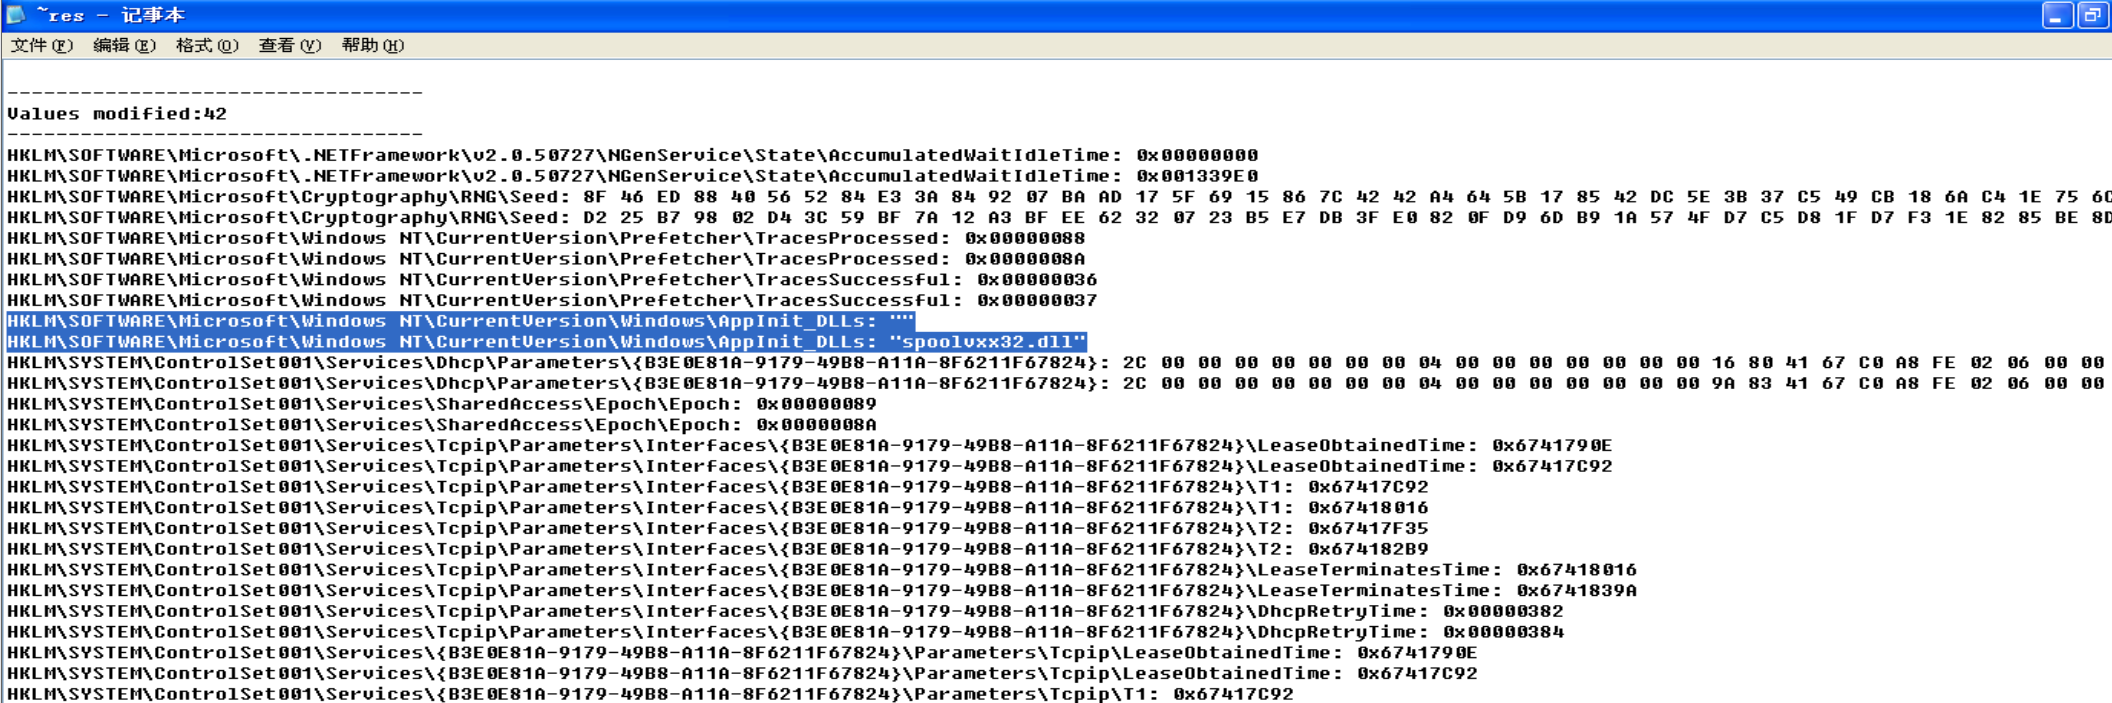 ~res - 记事本
文件(F) 编辑(E) 格式(O) 查看(V) 帮助(H)
----------------------------------
Values modified:42
----------------------------------
HKLM\SOFTWARE\Microsoft\.NETFramework\v2.0.50727\NGenService\State\AccumulatedWaitIdleTime: 0x00000000
HKLM\SOFTWARE\Microsoft\.NETFramework\v2.0.50727\NGenService\State\AccumulatedWaitIdleTime: 0x001339E0
HKLM\SOFTWARE\Microsoft\Cryptography\RNG\Seed: 8F 46 ED 88 40 56 52 84 E3 3A 84 92 07 BA AD 17 5F 69 15 86 7C 42 42 A4 64 5B 17 85 42 DC 5E 3B 37 C5 49 CB 18 6A C4 1E 75 6C
HKLM\SOFTWARE\Microsoft\Cryptography\RNG\Seed: D2 25 B7 98 02 D4 3C 59 BF 7A 12 A3 BF EE 62 32 07 23 B5 E7 DB 3F E0 82 0F D9 6D B9 1A 57 4F D7 C5 D8 1F D7 F3 1E 82 85 BE 8D
HKLM\SOFTWARE\Microsoft\Windows NT\CurrentVersion\Prefetcher\TracesProcessed: 0x00000088
HKLM\SOFTWARE\Microsoft\Windows NT\CurrentVersion\Prefetcher\TracesProcessed: 0x0000008A
HKLM\SOFTWARE\Microsoft\Windows NT\CurrentVersion\Prefetcher\TracesSuccessful: 0x00000036
HKLM\SOFTWARE\Microsoft\Windows NT\CurrentVersion\Prefetcher\TracesSuccessful: 0x00000037
HKLM\SOFTWARE\Microsoft\Windows NT\CurrentVersion\Windows\AppInit_DLLs: ""
HKLM\SOFTWARE\Microsoft\Windows NT\CurrentVersion\Windows\AppInit_DLLs: "spoolvxx32.dll"
HKLM\SYSTEM\ControlSet001\Services\Dhcp\Parameters\{B3E0E81A-9179-49B8-A11A-8F6211F67824}: 2C 00 00 00 00 00 00 00 04 00 00 00 00 00 00 00 16 80 41 67 C0 A8 FE 02 06 00 00
HKLM\SYSTEM\ControlSet001\Services\Dhcp\Parameters\{B3E0E81A-9179-49B8-A11A-8F6211F67824}: 2C 00 00 00 00 00 00 00 04 00 00 00 00 00 00 00 9A 83 41 67 C0 A8 FE 02 06 00 00
HKLM\SYSTEM\ControlSet001\Services\SharedAccess\Epoch\Epoch: 0x00000089
HKLM\SYSTEM\ControlSet001\Services\SharedAccess\Epoch\Epoch: 0x0000008A
HKLM\SYSTEM\ControlSet001\Services\Tcpip\Parameters\Interfaces\{B3E0E81A-9179-49B8-A11A-8F6211F67824}\LeaseObtainedTime: 0x6741790E
HKLM\SYSTEM\ControlSet001\Services\Tcpip\Parameters\Interfaces\{B3E0E81A-9179-49B8-A11A-8F6211F67824}\LeaseObtainedTime: 0x67417C92
HKLM\SYSTEM\ControlSet001\Services\Tcpip\Parameters\Interfaces\{B3E0E81A-9179-49B8-A11A-8F6211F67824}\T1: 0x67417C92
HKLM\SYSTEM\ControlSet001\Services\Tcpip\Parameters\Interfaces\{B3E0E81A-9179-49B8-A11A-8F6211F67824}\T1: 0x67418016
HKLM\SYSTEM\ControlSet001\Services\Tcpip\Parameters\Interfaces\{B3E0E81A-9179-49B8-A11A-8F6211F67824}\T2: 0x67417F35
HKLM\SYSTEM\ControlSet001\Services\Tcpip\Parameters\Interfaces\{B3E0E81A-9179-49B8-A11A-8F6211F67824}\T2: 0x674182B9
HKLM\SYSTEM\ControlSet001\Services\Tcpip\Parameters\Interfaces\{B3E0E81A-9179-49B8-A11A-8F6211F67824}\LeaseTerminatesTime: 0x67418016
HKLM\SYSTEM\ControlSet001\Services\Tcpip\Parameters\Interfaces\{B3E0E81A-9179-49B8-A11A-8F6211F67824}\LeaseTerminatesTime: 0x6741839A
HKLM\SYSTEM\ControlSet001\Services\Tcpip\Parameters\Interfaces\{B3E0E81A-9179-49B8-A11A-8F6211F67824}\DhcpRetryTime: 0x00000382
HKLM\SYSTEM\ControlSet001\Services\Tcpip\Parameters\Interfaces\{B3E0E81A-9179-49B8-A11A-8F6211F67824}\DhcpRetryTime: 0x00000384
HKLM\SYSTEM\ControlSet001\Services\{B3E0E81A-9179-49B8-A11A-8F6211F67824}\Parameters\Tcpip\LeaseObtainedTime: 0x6741790E
HKLM\SYSTEM\ControlSet001\Services\{B3E0E81A-9179-49B8-A11A-8F6211F67824}\Parameters\Tcpip\LeaseObtainedTime: 0x67417C92
HKLM\SYSTEM\ControlSet001\Services\{B3E0E81A-9179-49B8-A11A-8F6211F67824}\Parameters\Tcpip\T1: 0x67417C92